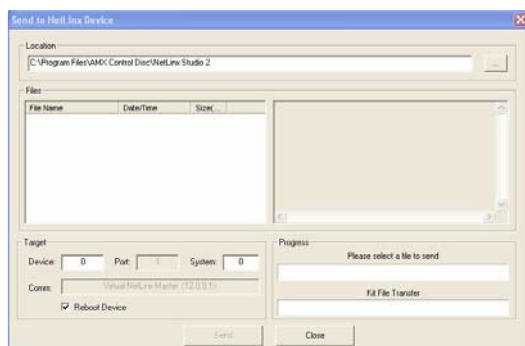 Send to NetLinx Device
Location
C:\Program Files\AMX Control Disc\NetLinx Studio 2
...
Files
File Name Date/Time Size(...
Target
Device: 0 Port: 1 System: 0
Comm: Virtual NetLinx Master (12.0.0.1)
Reboot Device
Progress
Please select a file to send
Kit File Transfer
Send Close